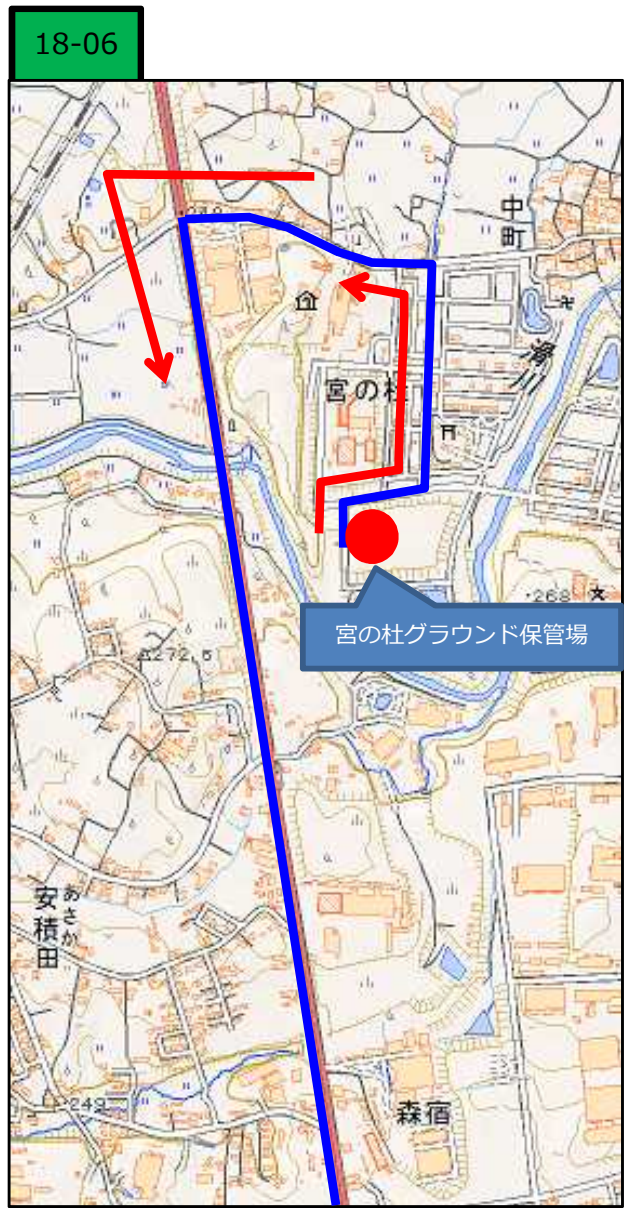 18-06
中町
滑川
宮の杜
宮の杜グラウンド保管場
・268
272.5
安積田
あさか
・249
森宿